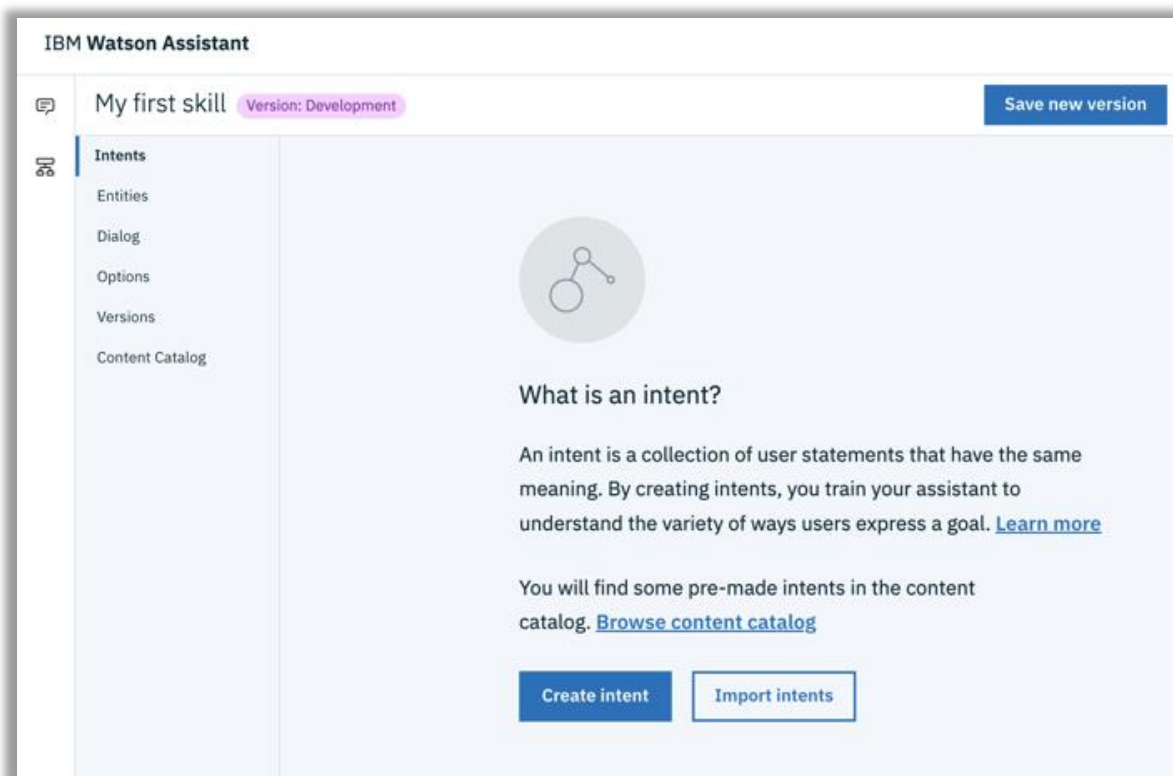 IBM Watson Assistant
My first skill Version: Development
Save new version
Intents
Entities
Dialog
Options
Versions
Content Catalog
What is an intent?
An intent is a collection of user statements that have the same
meaning. By creating intents, you train your assistant to
understand the variety of ways users express a goal. Learn more
You will find some pre-made intents in the content
catalog. Browse content catalog
Create intent
Import intents